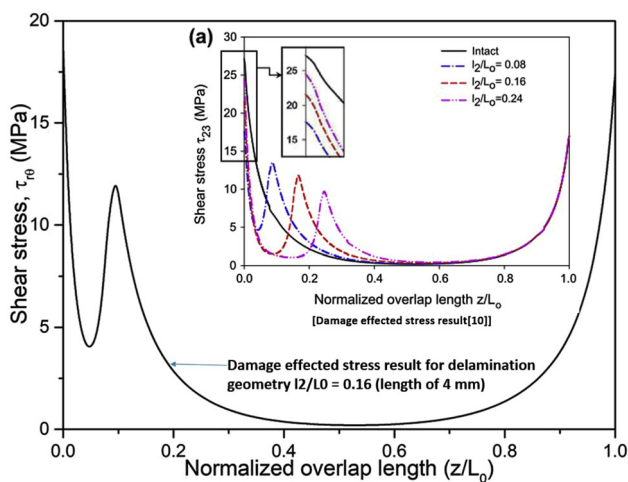 Shear stress, τrθ (MPa)
20
15
10
5
0
0.0
0.2
0.4
0.6
0.8
1.0
Normalized overlap length (z/Lo)
(a)
Shear stress τ23 (MPa)
30
25
20
15
10
5
0
25
20
15
Intact
l2/Lo= 0.08
l2/Lo= 0.16
l2/Lo=0.24
0.0
0.2
0.4
0.6
0.8
1.0
Normalized overlap length z/Lo
[Damage effected stress result[10]]
Damage effected stress result for delamination
geometry l2/L0 = 0.16 (length of 4 mm)